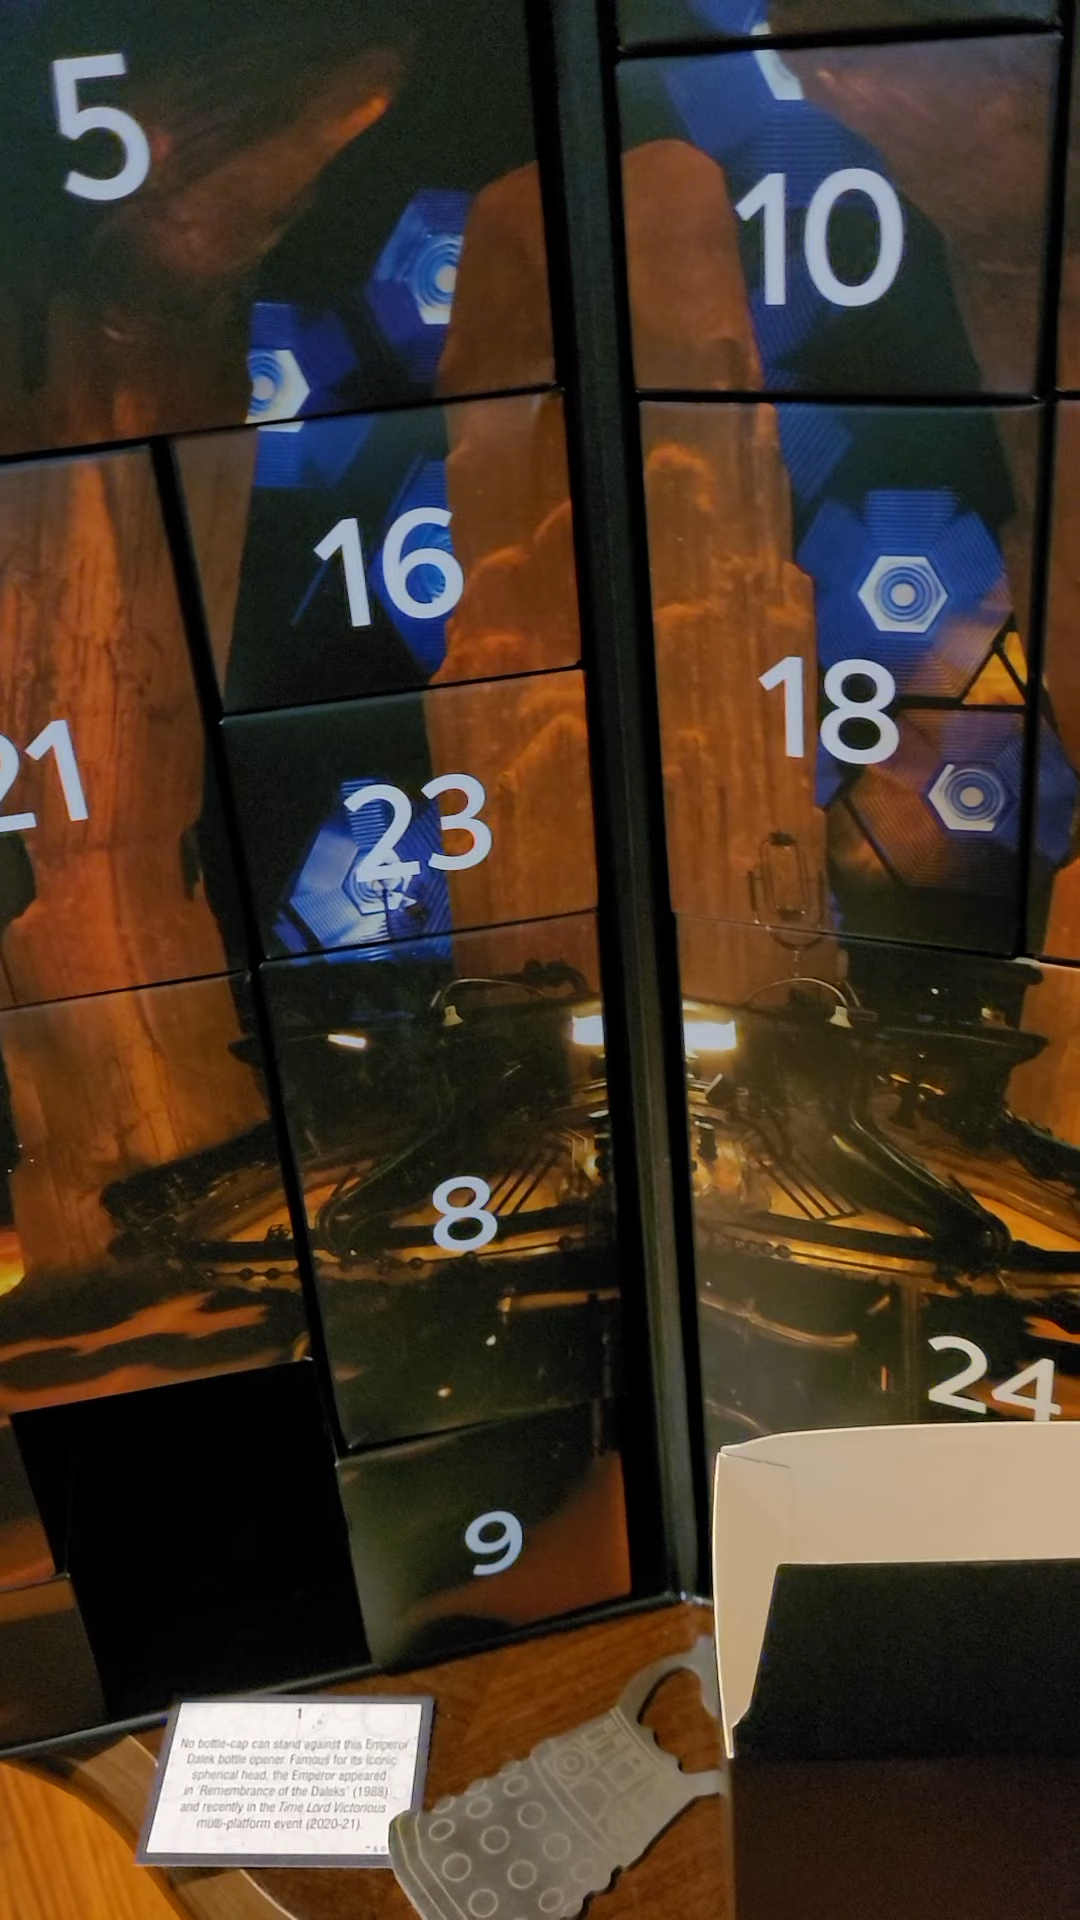 5
10
16
18
21
23
8
24
9
1
No bottle-cap can stand against this Emperor
Dalek bottle opener. Famous for its iconic
spherical head, the Emperor appeared
in 'Remembrance of the Daleks' (1988)
and recently in the Time Lord Victorious
multi-platform event (2020-21).